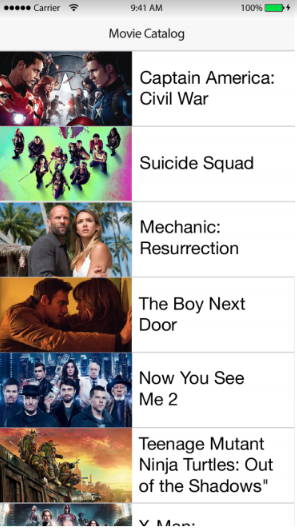 Carrier 9:41 AM 100%
Movie Catalog
Captain America:
Civil War
Suicide Squad
Mechanic:
Resurrection
The Boy Next
Door
Now You See
Me 2
Teenage Mutant
Ninja Turtles: Out
of the Shadows"
X-Men: